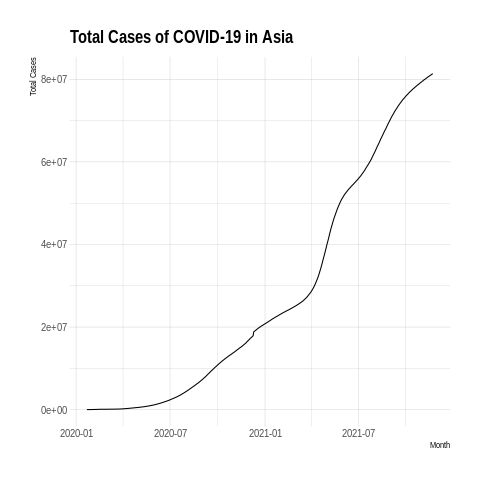 Total Cases of COVID-19 in Asia
Total Cases
8e+07
6e+07
4e+07
2e+07
0e+00
2020-01 2020-07 2021-01 2021-07
Month